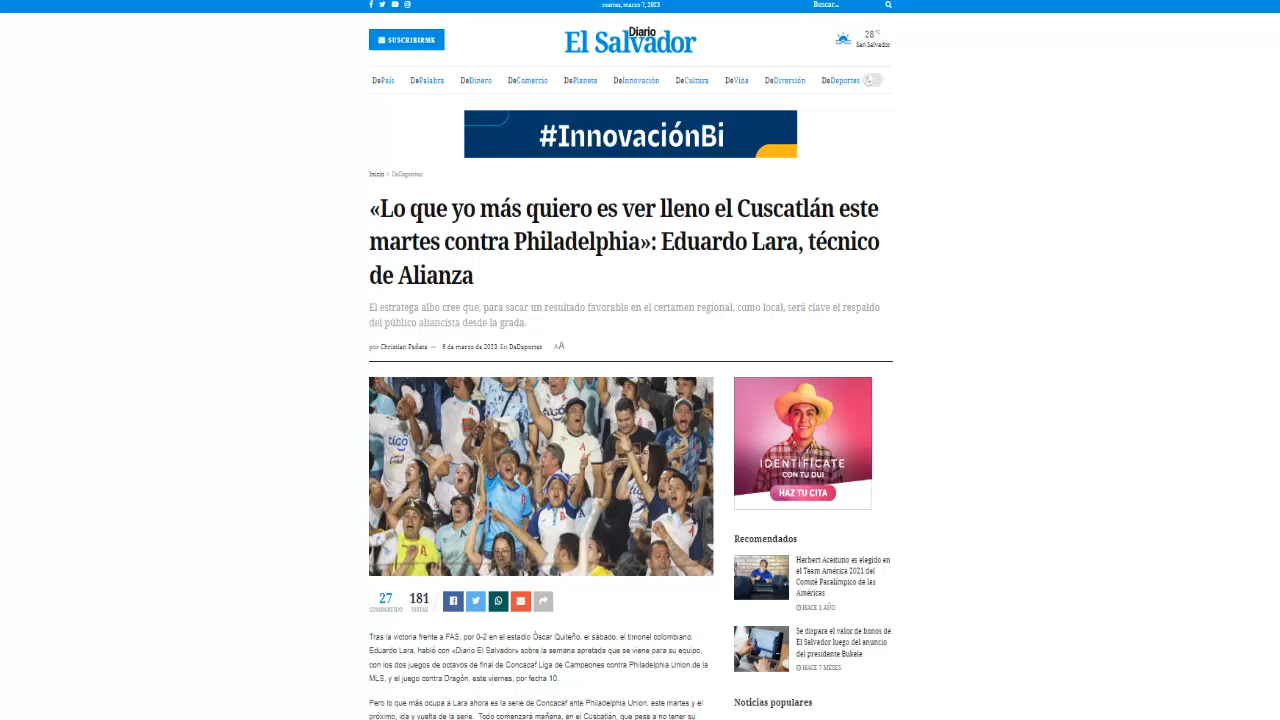 martes, marzo 7, 2023
Buscar...
SUSCRIBIRME
Diario
El Salvador
28°C
San Salvador
DePaís DePalabra DeDinero DeComercio DePlaneta DeInnovación DeCultura DeVida DeDiversión DeDeportes
#InnovaciónBi
Inicio > DeDeportes
«Lo que yo más quiero es ver lleno el Cuscatlán este
martes contra Philadelphia»: Eduardo Lara, técnico
de Alianza
El estratega albo cree que, para sacar un resultado favorable en el certamen regional, como local, será clave el respaldo
del público aliancista desde la grada.
por Christian Peñate — 6 de marzo de 2023 En DeDeportes AA
tigo
IDENTIFÍCATE
CON TU DUI
HAZ TU CITA
27
COMPARTIDO
181
VISTAS
Tras la victoria frente a FAS, por 0-2 en el estadio Óscar Quiteño, el sábado, el timonel colombiano,
Eduardo Lara, habló con «Diario El Salvador» sobre la semana apretada que se viene para su equipo,
con los dos juegos de octavos de final de Concacaf Liga de Campeones contra Philadelphia Union,de la
MLS, y el juego contra Dragón, este viernes, por fecha 10.
Pero lo que más ocupa a Lara ahora es la serie de Concacaf ante Philadelphia Union, este martes y el
próximo, ida y vuelta de la serie. Todo comenzará mañana, en el Cuscatlán, que pese a no tener su
Recomendados
Herbert Aceituno es elegido en
el Team América 2021 del
Comité Paralímpico de las
Américas
HACE 1 AÑO
Se dispara el valor de bonos de
El Salvador luego del anuncio
del presidente Bukele
HACE 7 MESES
Noticias populares